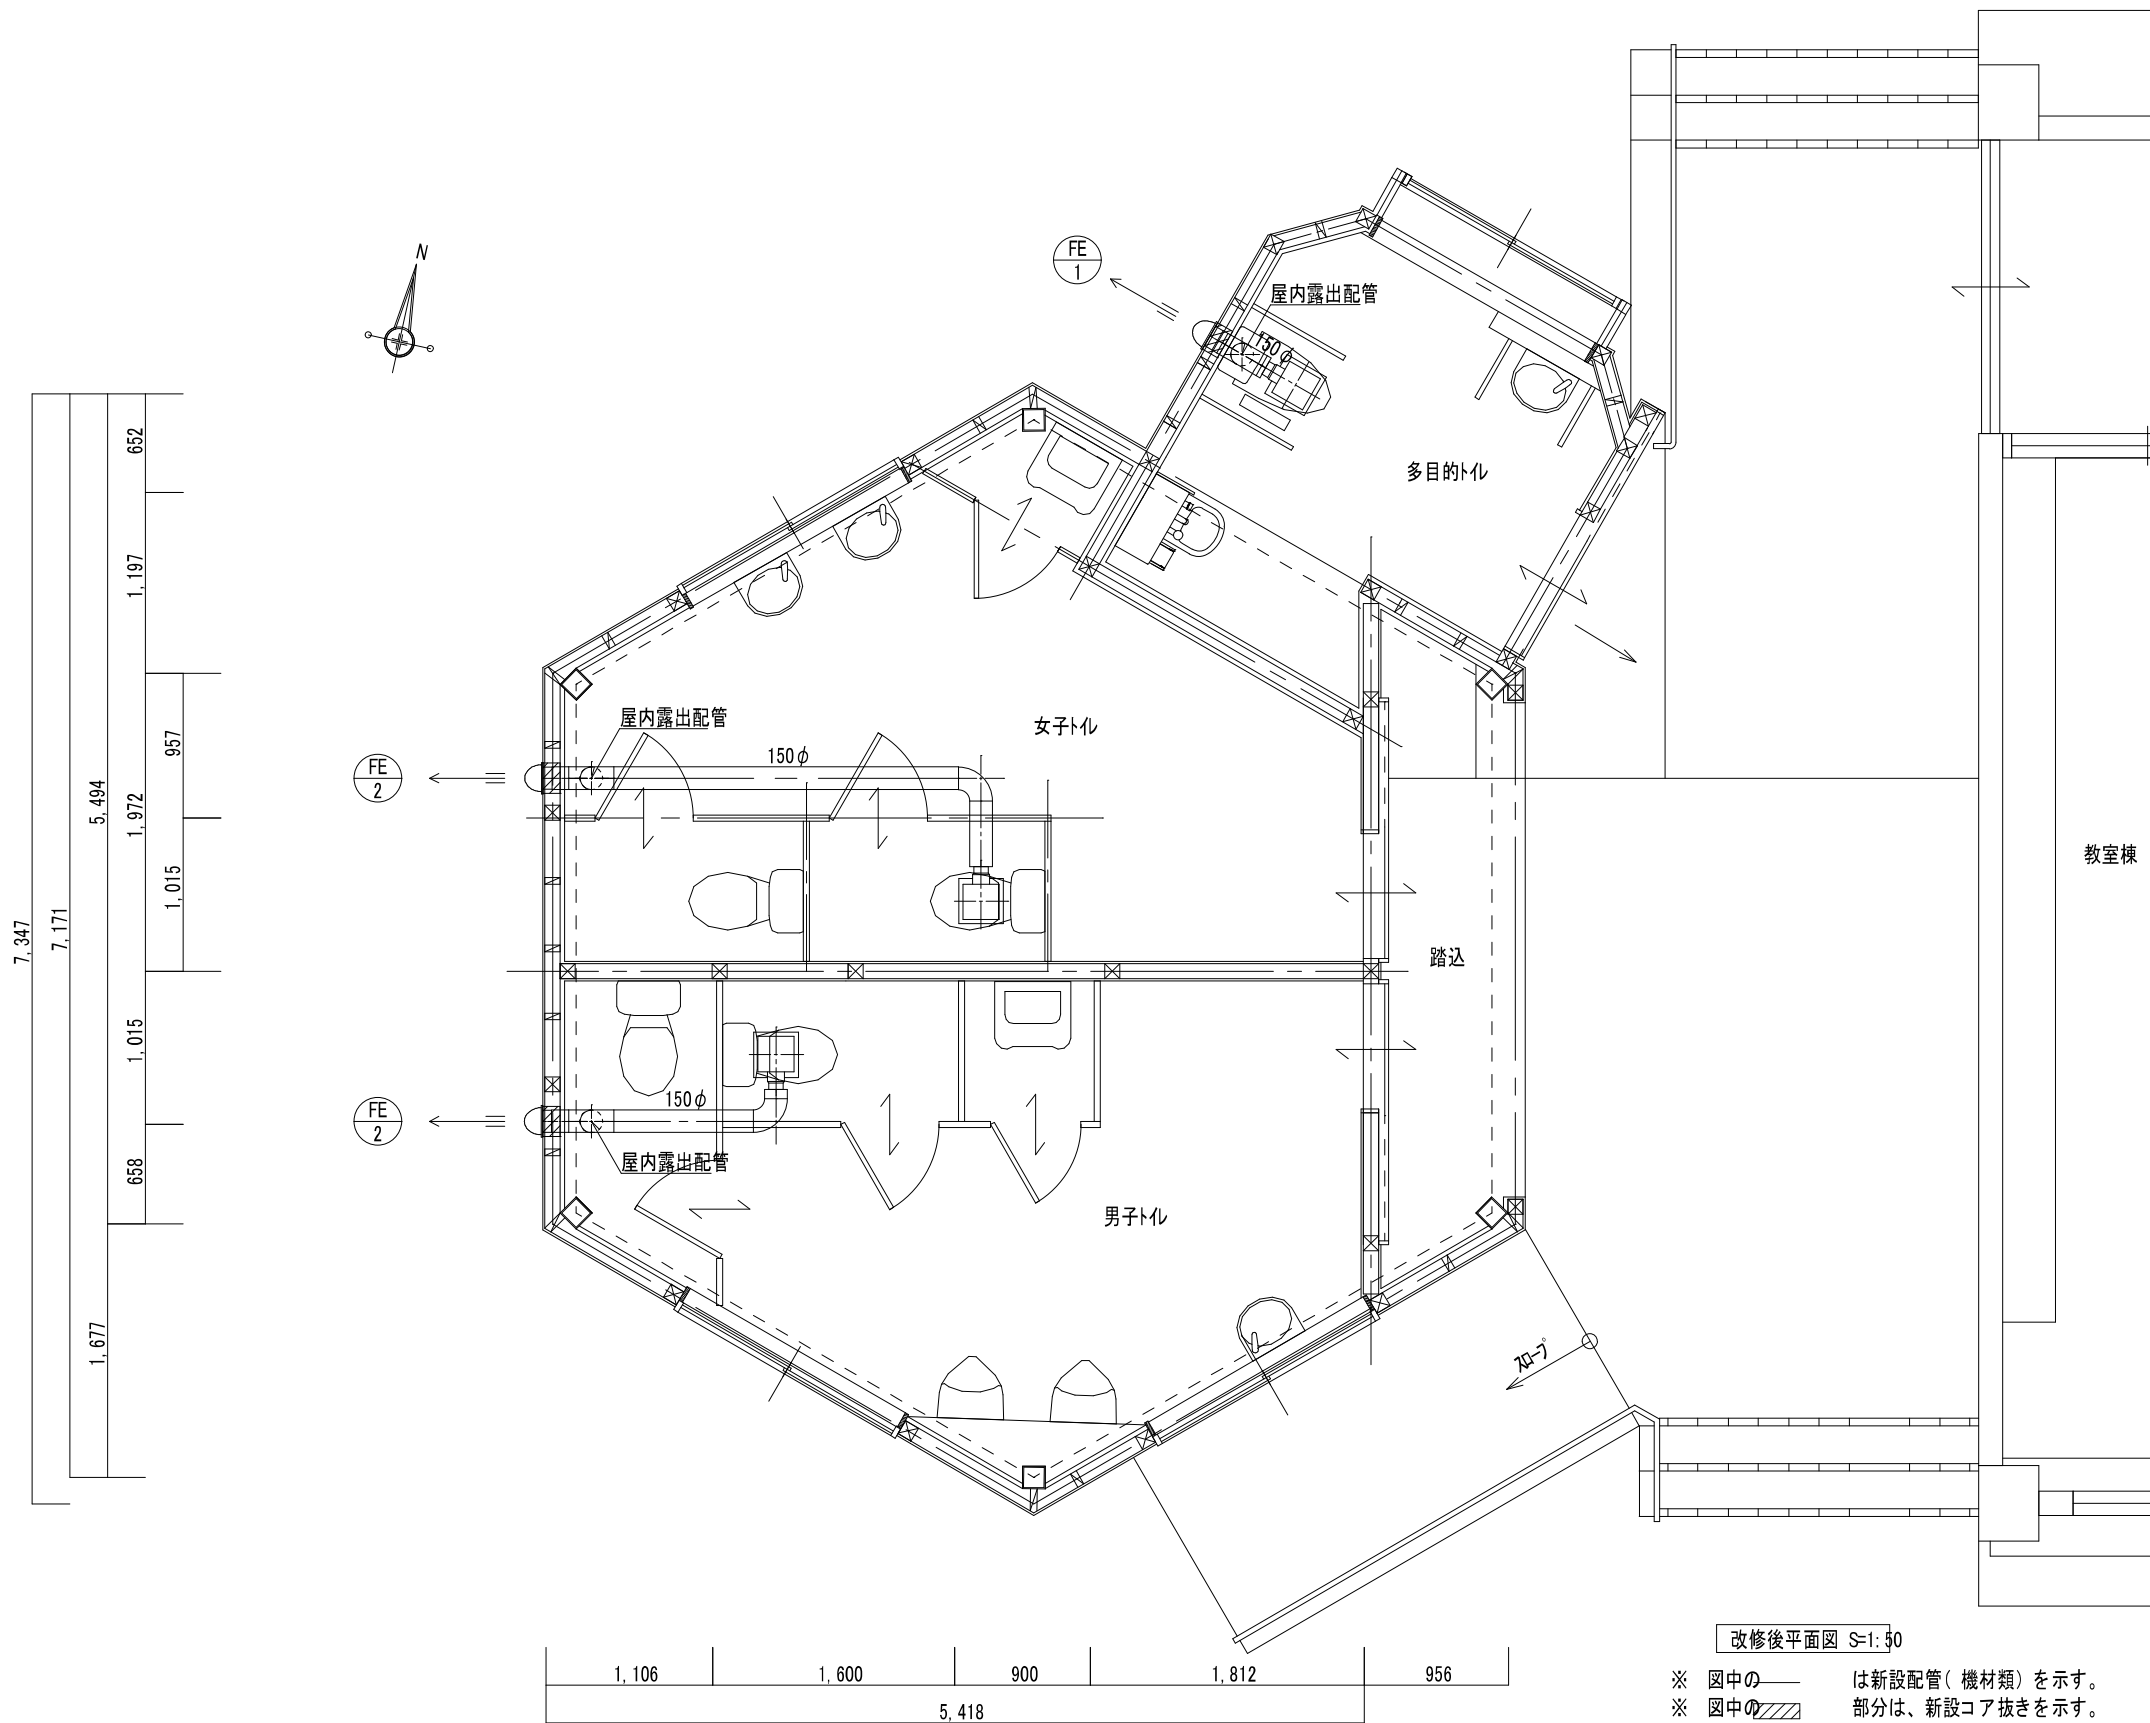 N
FE
1
屋内露出配管
150φ
多目的ﾄｲﾚ
652
1,197
957
1,972
1,015
5,494
7,171
7,347
1,015
658
1,677
屋内露出配管
150φ
女子ﾄｲﾚ
FE
2
教室棟
踏込
FE
2
150φ
屋内露出配管
男子ﾄｲﾚ
ｽﾛｰﾌﾟ
改修後平面図 S=1:50
1,106
1,600
900
1,812
956
5,418
※ 図中の は新設配管(機材類)を示す。
※ 図中の 部分は、新設コア抜きを示す。